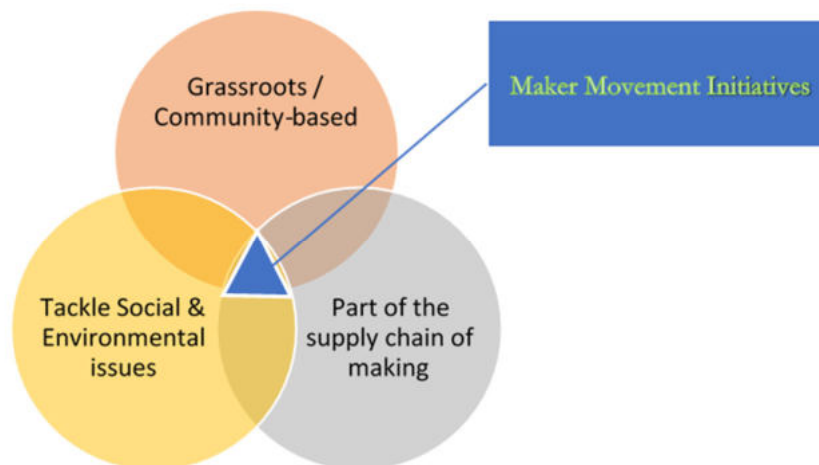 Grassroots /
Community-based
Maker Movement Initiatives
Tackle Social &
Environmental
issues
Part of the
supply chain of
making